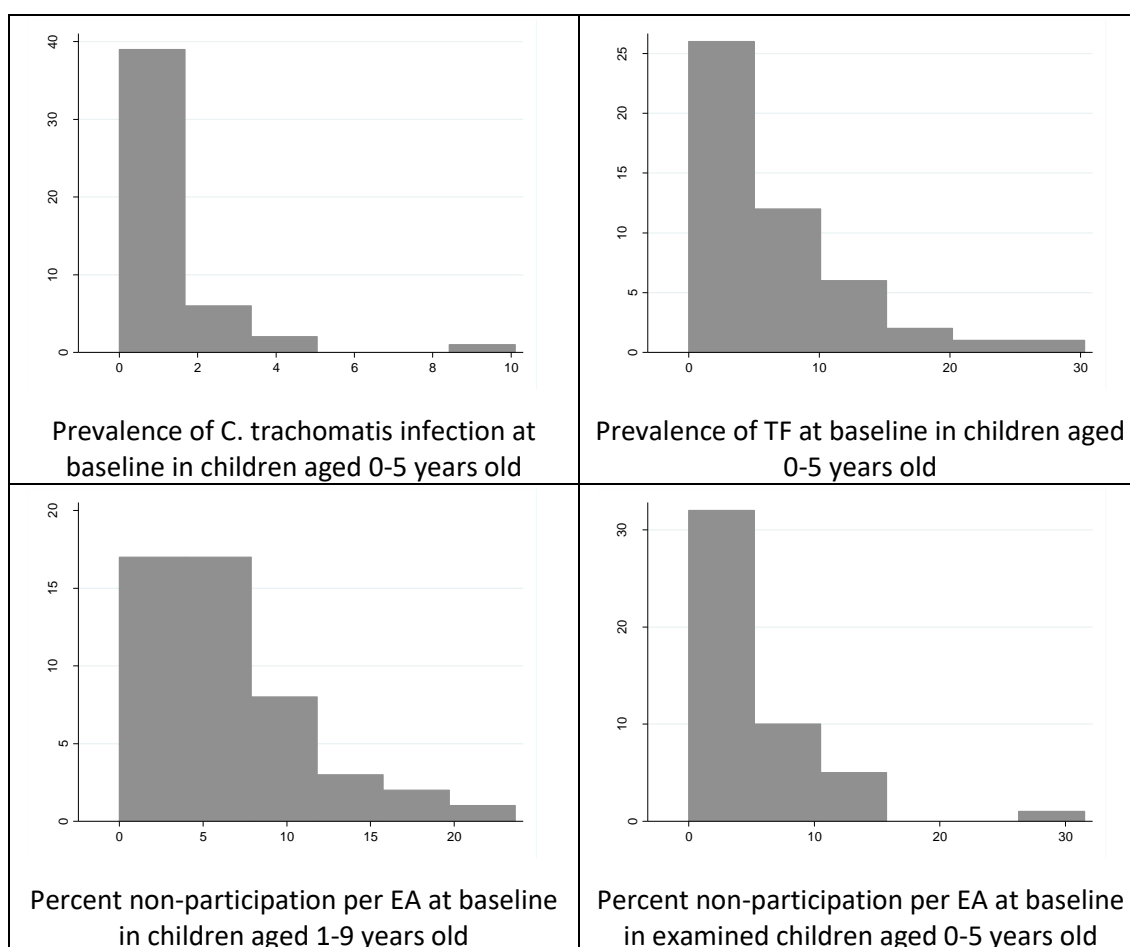 40
30
20
10
0
0 2 4 6 8 10
Prevalence of C. trachomatis infection at
baseline in children aged 0-5 years old
25
20
15
10
5
0
0 10 20 30
Prevalence of TF at baseline in children aged
0-5 years old
20
15
10
5
0
0 5 10 15 20
Percent non-participation per EA at baseline
in children aged 1-9 years old
30
20
10
0
0 10 20 30
Percent non-participation per EA at baseline
in examined children aged 0-5 years old